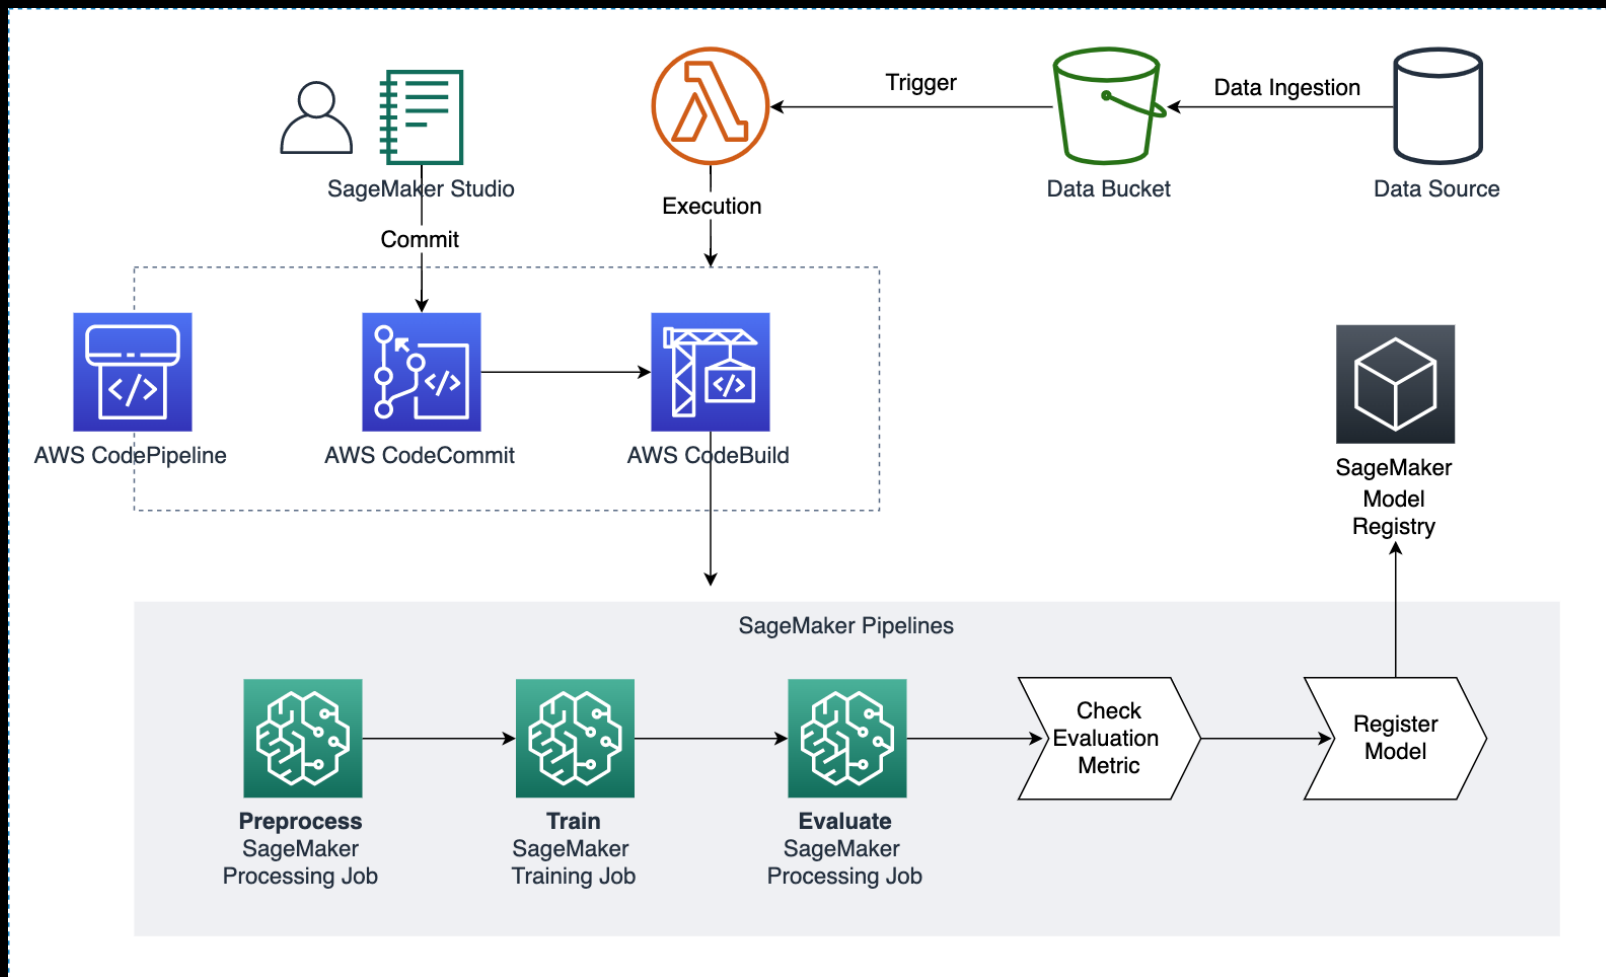 Trigger
Data Ingestion
SageMaker Studio
Data Bucket
Data Source
Execution
Commit
AWS CodePipeline
AWS CodeCommit
AWS CodeBuild
SageMaker
Model
Registry
SageMaker Pipelines
Check
Evaluation
Metric
Register
Model
Preprocess
SageMaker
Processing Job
Train
SageMaker
Training Job
Evaluate
SageMaker
Processing Job